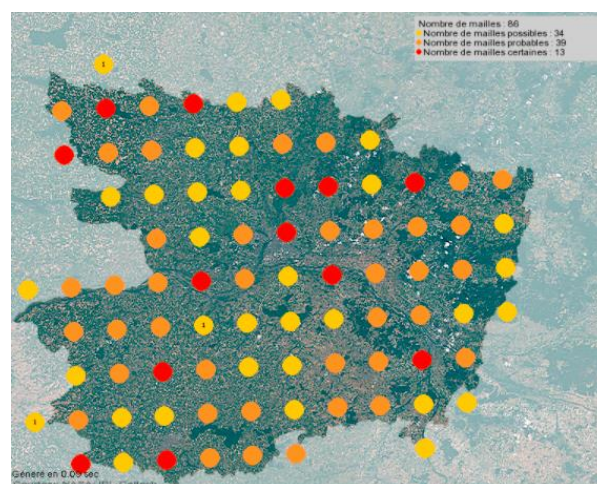 Nombre de mailles : 86
Nombre de mailles possibles : 34
Nombre de mailles probables : 39
Nombre de mailles certaines : 13
1
1
1
Généré en 0.09 sec